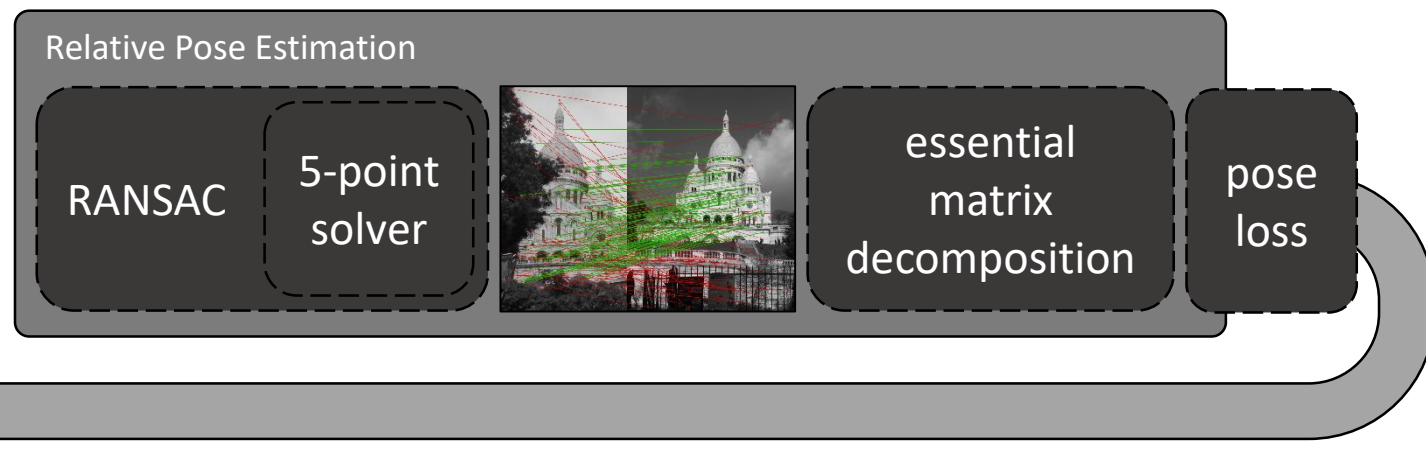 Relative Pose Estimation
RANSAC
5-point
solver
essential
matrix
decomposition
pose
loss